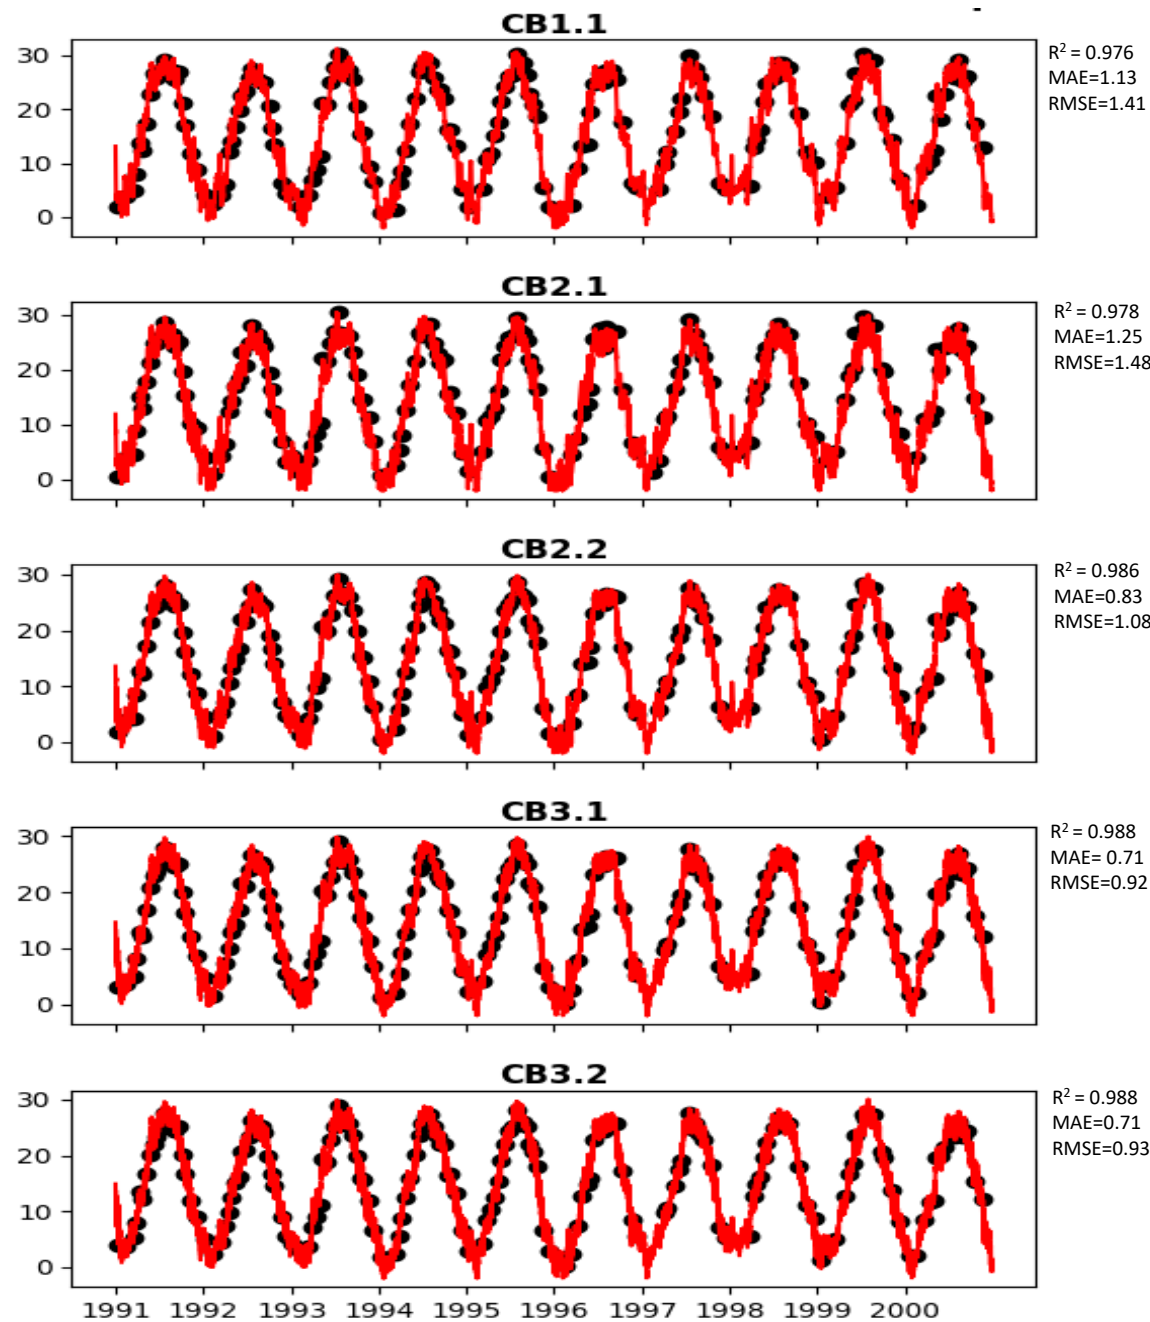 CB1.1
30
20
10
0
R² = 0.976
MAE=1.13
RMSE=1.41
CB2.1
30
20
10
0
R² = 0.978
MAE=1.25
RMSE=1.48
CB2.2
30
20
10
0
R² = 0.986
MAE=0.83
RMSE=1.08
CB3.1
30
20
10
0
R² = 0.988
MAE= 0.71
RMSE=0.92
CB3.2
30
20
10
0
R² = 0.988
MAE=0.71
RMSE=0.93
1991 1992 1993 1994 1995 1996 1997 1998 1999 2000